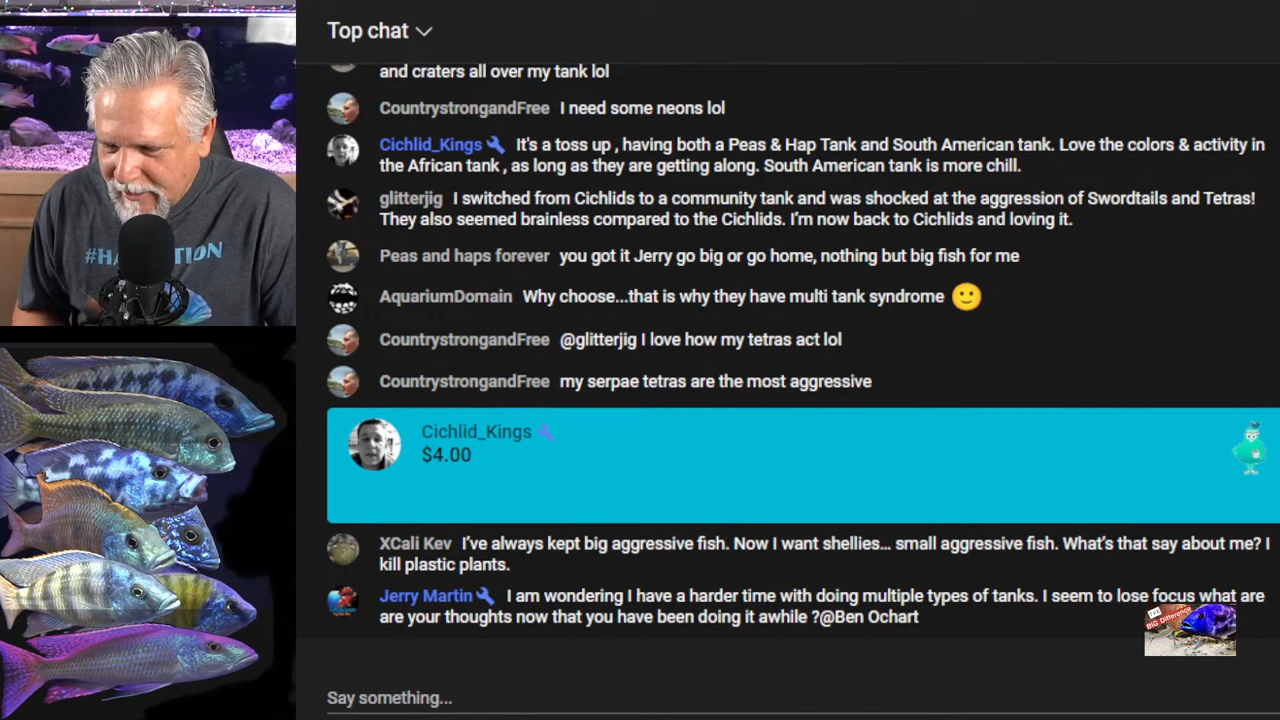 Top chat
and craters all over my tank lol
CountrystrongandFree I need some neons lol
Cichlid_Kings It's a toss up , having both a Peas & Hap Tank and South American tank. Love the colors & activity in
the African tank , as long as they are getting along. South American tank is more chill.
glitterjig I switched from Cichlids to a community tank and was shocked at the aggression of Swordtails and Tetras!
They also seemed brainless compared to the Cichlids. I'm now back to Cichlids and loving it.
Peas and haps forever you got it Jerry go big or go home, nothing but big fish for me
AquariumDomain Why choose...that is why they have multi tank syndrome
CountrystrongandFree @glitterjig I love how my tetras act lol
CountrystrongandFree my serpae tetras are the most aggressive
Cichlid_Kings
$4.00
XCali Kev I've always kept big aggressive fish. Now I want shellies... small aggressive fish. What's that say about me? I
kill plastic plants.
Jerry Martin I am wondering I have a harder time with doing multiple types of tanks. I seem to lose focus what are
are your thoughts now that you have been doing it awhile ?@Ben Ochart
BIG Difference
Say something...